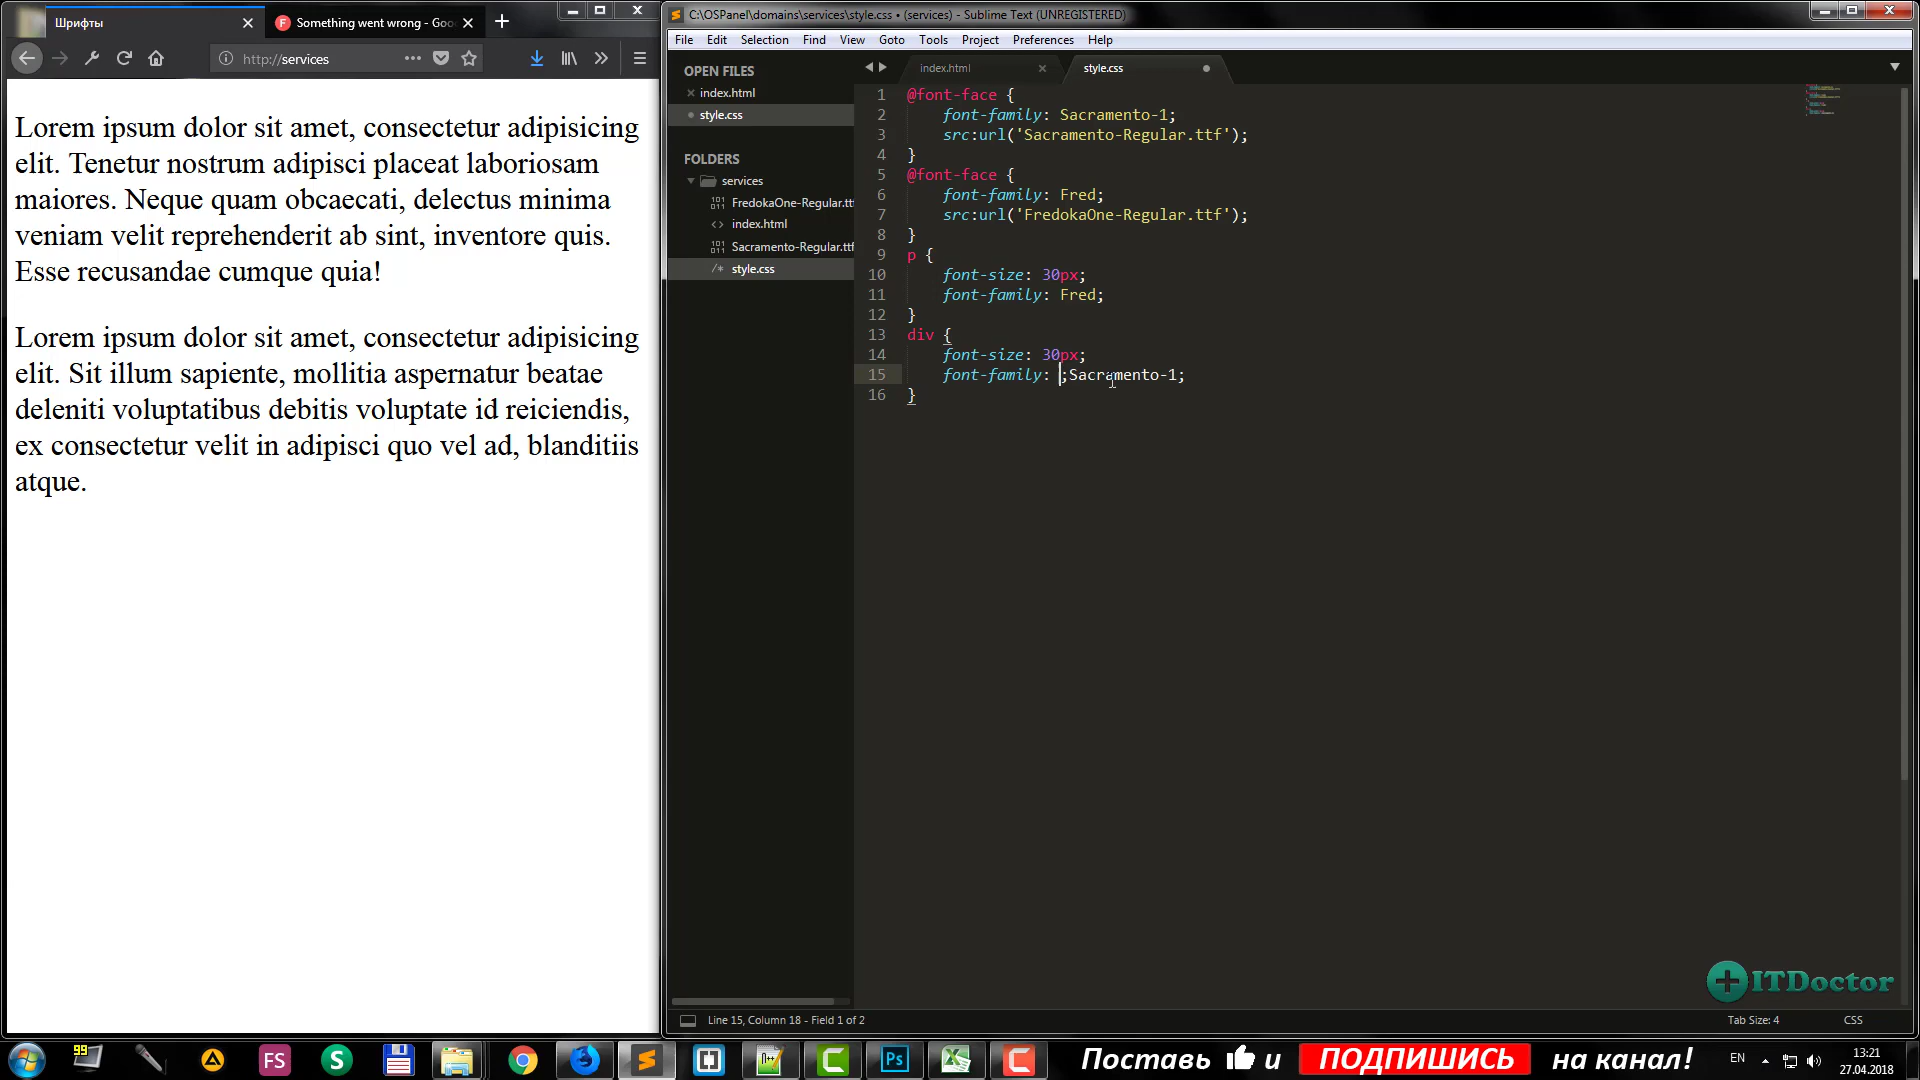 Шрифты
Something went wrong - Goo
http://services
Lorem ipsum dolor sit amet, consectetur adipisicing
elit. Tenetur nostrum adipisci placeat laboriosam
maiores. Neque quam obcaecati, delectus minima
veniam velit reprehenderit ab sint, inventore quis.
Esse recusandae cumque quia!
Lorem ipsum dolor sit amet, consectetur adipisicing
elit. Sit illum sapiente, mollitia aspernatur beatae
deleniti voluptatibus debitis voluptate id reiciendis,
ex consectetur velit in adipisci quo vel ad, blanditiis
atque.
C:\OSPanel\domains\services\style.css • (services) - Sublime Text (UNREGISTERED)
File Edit Selection Find View Goto Tools Project Preferences Help
OPEN FILES
index.html
style.css
FOLDERS
services
FredokaOne-Regular.ttf
index.html
Sacramento-Regular.ttf
style.css
index.html
style.css
1 @font-face {
2 font-family: Sacramento-1;
3 src:url('Sacramento-Regular.ttf');
4 }
5 @font-face {
6 font-family: Fred;
7 src:url('FredokaOne-Regular.ttf');
8 }
9 p {
10 font-size: 30px;
11 font-family: Fred;
12 }
13 div {
14 font-size: 30px;
15 font-family: ;Sacramento-1;
16 }
ITDoctor
Line 15, Column 18 - Field 1 of 2
Tab Size: 4
CSS
99
FS
S
Ps
Поставь и ПОДПИШИСЬ на канал!
EN
13:21
27.04.2018